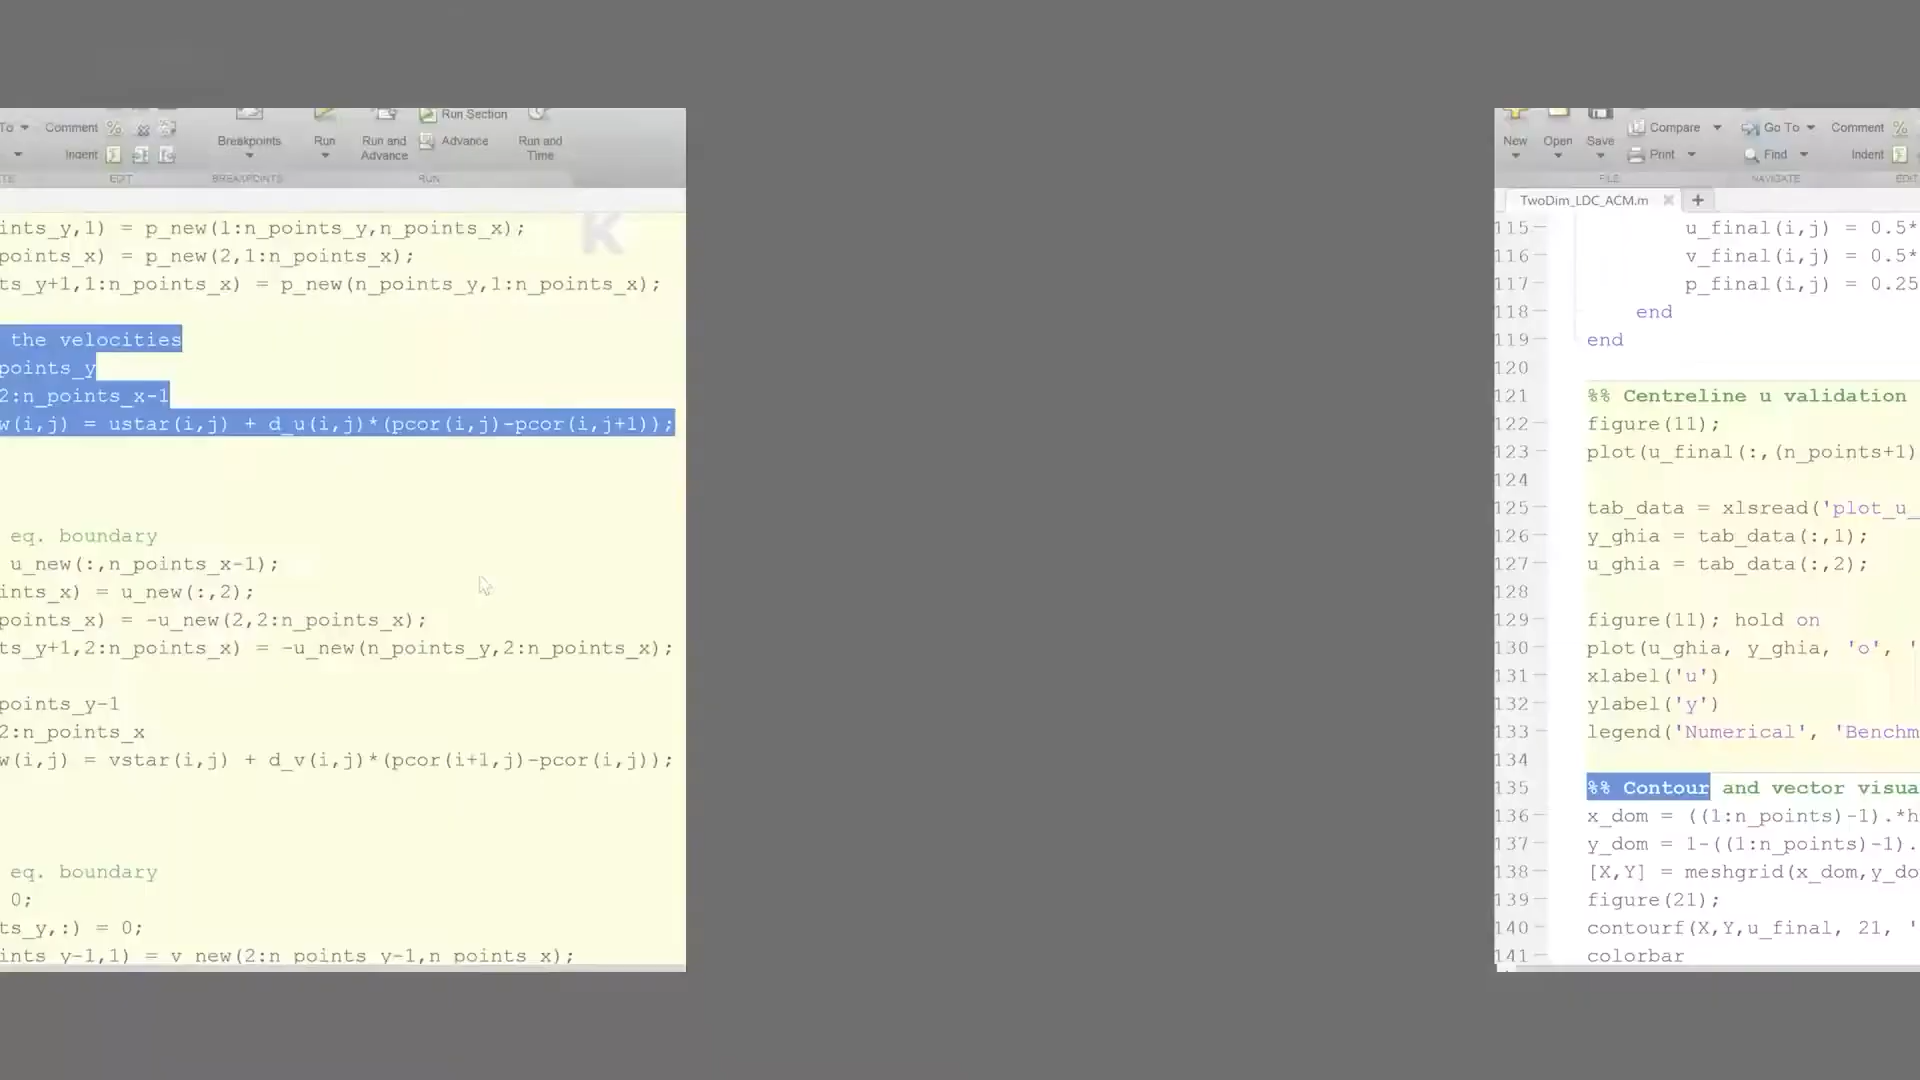 To Comment Breakpoints Run Run and Advance Run Section Advance Run and Time
Indent
EDIT BREAKPOINTS RUN
ints_y,1) = p_new(1:n_points_y,n_points_x);
points_x) = p_new(2,1:n_points_x);
ts_y+1,1:n_points_x) = p_new(n_points_y,1:n_points_x);
the velocities
points_y
2:n_points_x-1
w(i,j) = ustar(i,j) + d_u(i,j)*(pcor(i,j)-pcor(i,j+1));
eq. boundary
u_new(:,n_points_x-1);
ints_x) = u_new(:,2);
points_x) = -u_new(2,2:n_points_x);
ts_y+1,2:n_points_x) = -u_new(n_points_y,2:n_points_x);
points_y-1
2:n_points_x
w(i,j) = vstar(i,j) + d_v(i,j)*(pcor(i+1,j)-pcor(i,j));
eq. boundary
0;
ts_y,:) = 0;
ints_y-1,1) = v_new(2:n_points_y-1,n_points_x);
K
New Open Save Compare Go To Comment
Print Find Indent
FILE NAVIGATE EDIT
TwoDim_LDC_ACM.m +
115 u_final(i,j) = 0.5*
116 v_final(i,j) = 0.5*
117 p_final(i,j) = 0.25
118 end
119 end
120
121 %% Centreline u validation
122 figure(11);
123 plot(u_final(:,(n_points+1)
124
125 tab_data = xlsread('plot_u_
126 y_ghia = tab_data(:,1);
127 u_ghia = tab_data(:,2);
128
129 figure(11); hold on
130 plot(u_ghia, y_ghia, 'o', '
131 xlabel('u')
132 ylabel('y')
133 legend('Numerical', 'Benchm
134
135 %% Contour and vector visua
136 x_dom = ((1:n_points)-1).*h
137 y_dom = 1-((1:n_points)-1).
138 [X,Y] = meshgrid(x_dom,y_do
139 figure(21);
140 contourf(X,Y,u_final, 21, '
141 colorbar